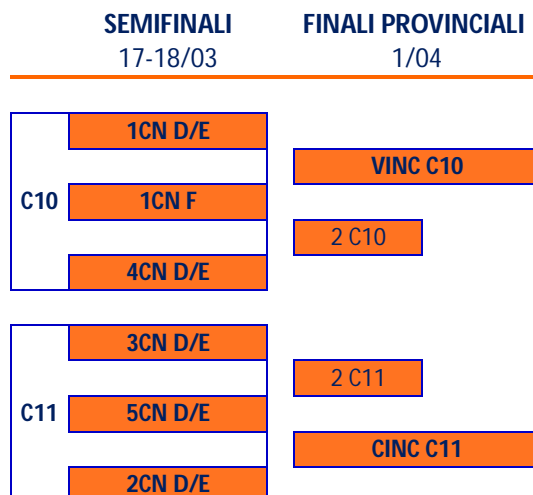 SEMIFINALI FINALI PROVINCIALI
17-18/03 1/04
1CN D/E
VINC C10
C10 1CN F
2 C10
4CN D/E
3CN D/E
2 C11
C11 5CN D/E
CINC C11
2CN D/E